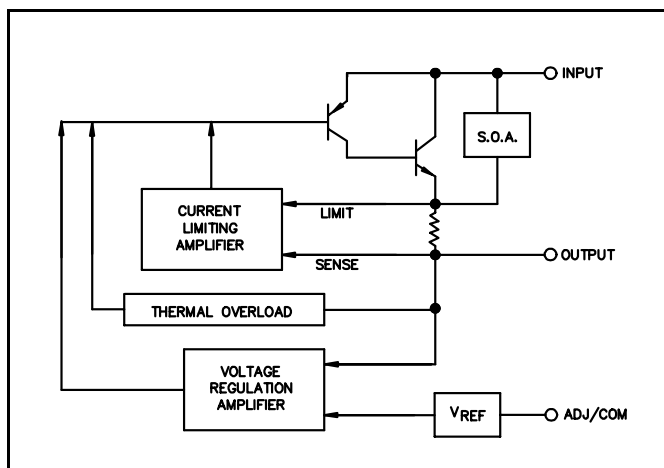 INPUT
S.O.A.
CURRENT
LIMITING
AMPLIFIER
LIMIT
SENSE
OUTPUT
THERMAL OVERLOAD
VOLTAGE
REGULATION
AMPLIFIER
VREF
ADJ/COM